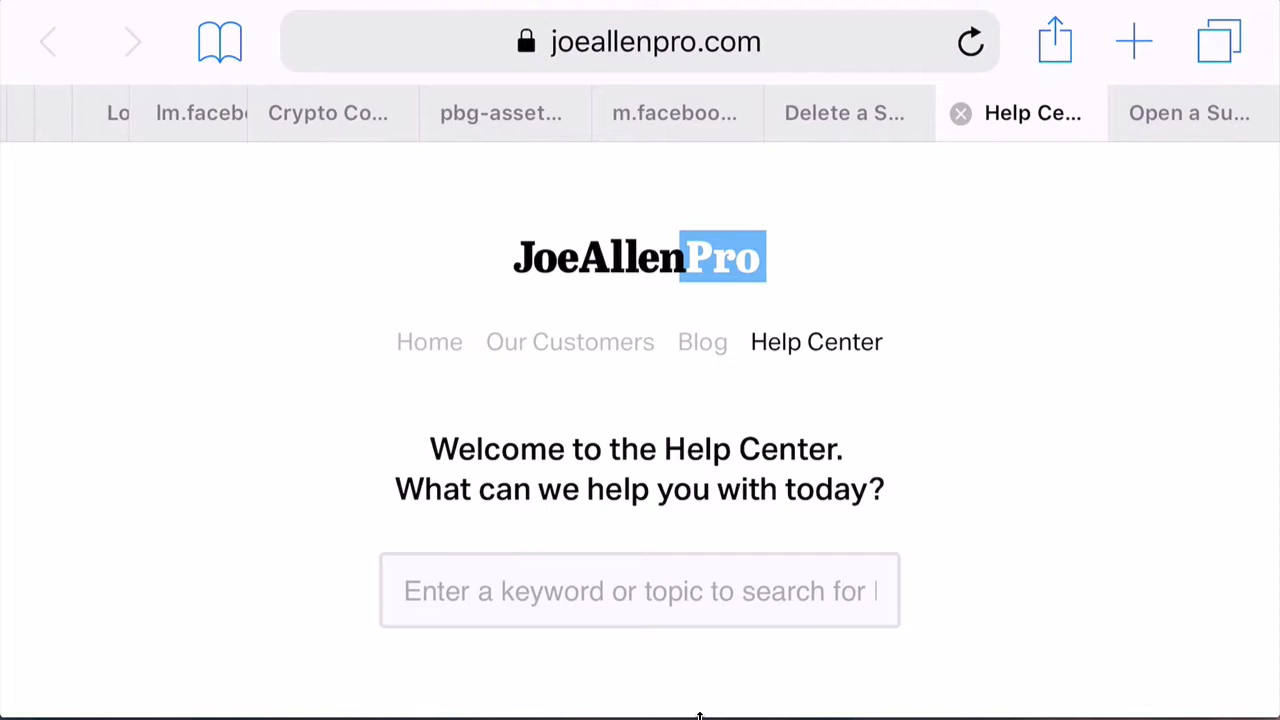 joeallenpro.com
Lo
lm.faceb
Crypto Co...
pbg-asset...
m.faceboo...
Delete a S...
Help Ce...
Open a Su...
JoeAllenPro
Home Our Customers Blog Help Center
Welcome to the Help Center.
What can we help you with today?
Enter a keyword or topic to search for